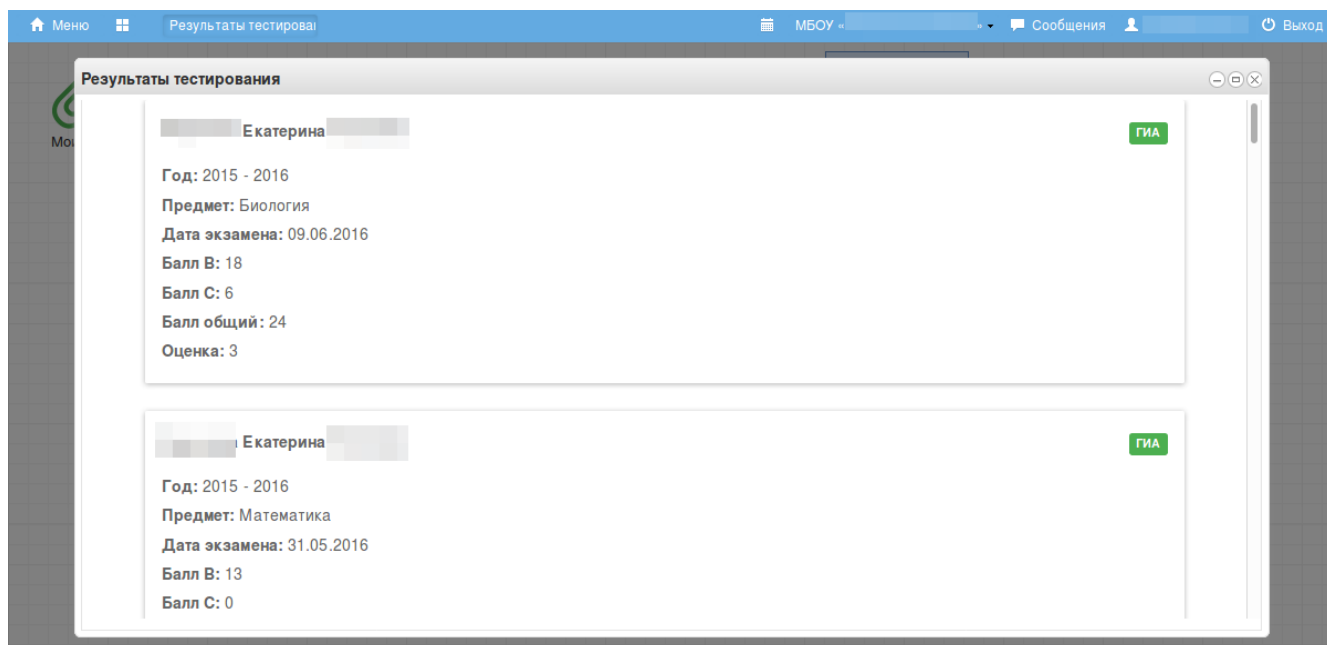 Меню Результаты тестирова МБОУ « » Сообщения Выход
Результаты тестирования
Екатерина ГИА
Год: 2015 - 2016
Предмет: Биология
Дата экзамена: 09.06.2016
Балл B: 18
Балл C: 6
Балл общий: 24
Оценка: 3
Екатерина ГИА
Год: 2015 - 2016
Предмет: Математика
Дата экзамена: 31.05.2016
Балл B: 13
Балл C: 0